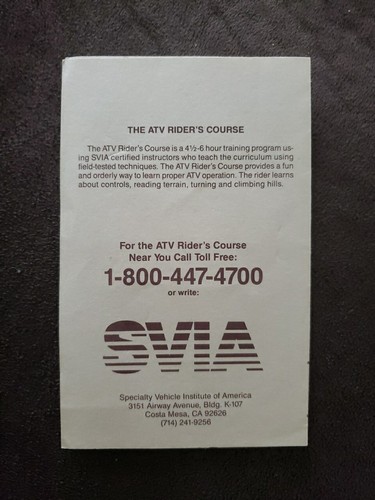 THE ATV RIDER'S COURSE
The ATV Rider's Course is a 4½-6 hour training program us-
ing SVIA certified instructors who teach the curriculum using
field-tested techniques. The ATV Rider's Course provides a fun
and orderly way to learn proper ATV operation. The rider learns
about controls, reading terrain, turning and climbing hills.
For the ATV Rider's Course
Near You Call Toll Free:
1-800-447-4700
or write:
SVIA
Specialty Vehicle Institute of America
3151 Airway Avenue, Bldg. K-107
Costa Mesa, CA 92626
(714) 241-9256